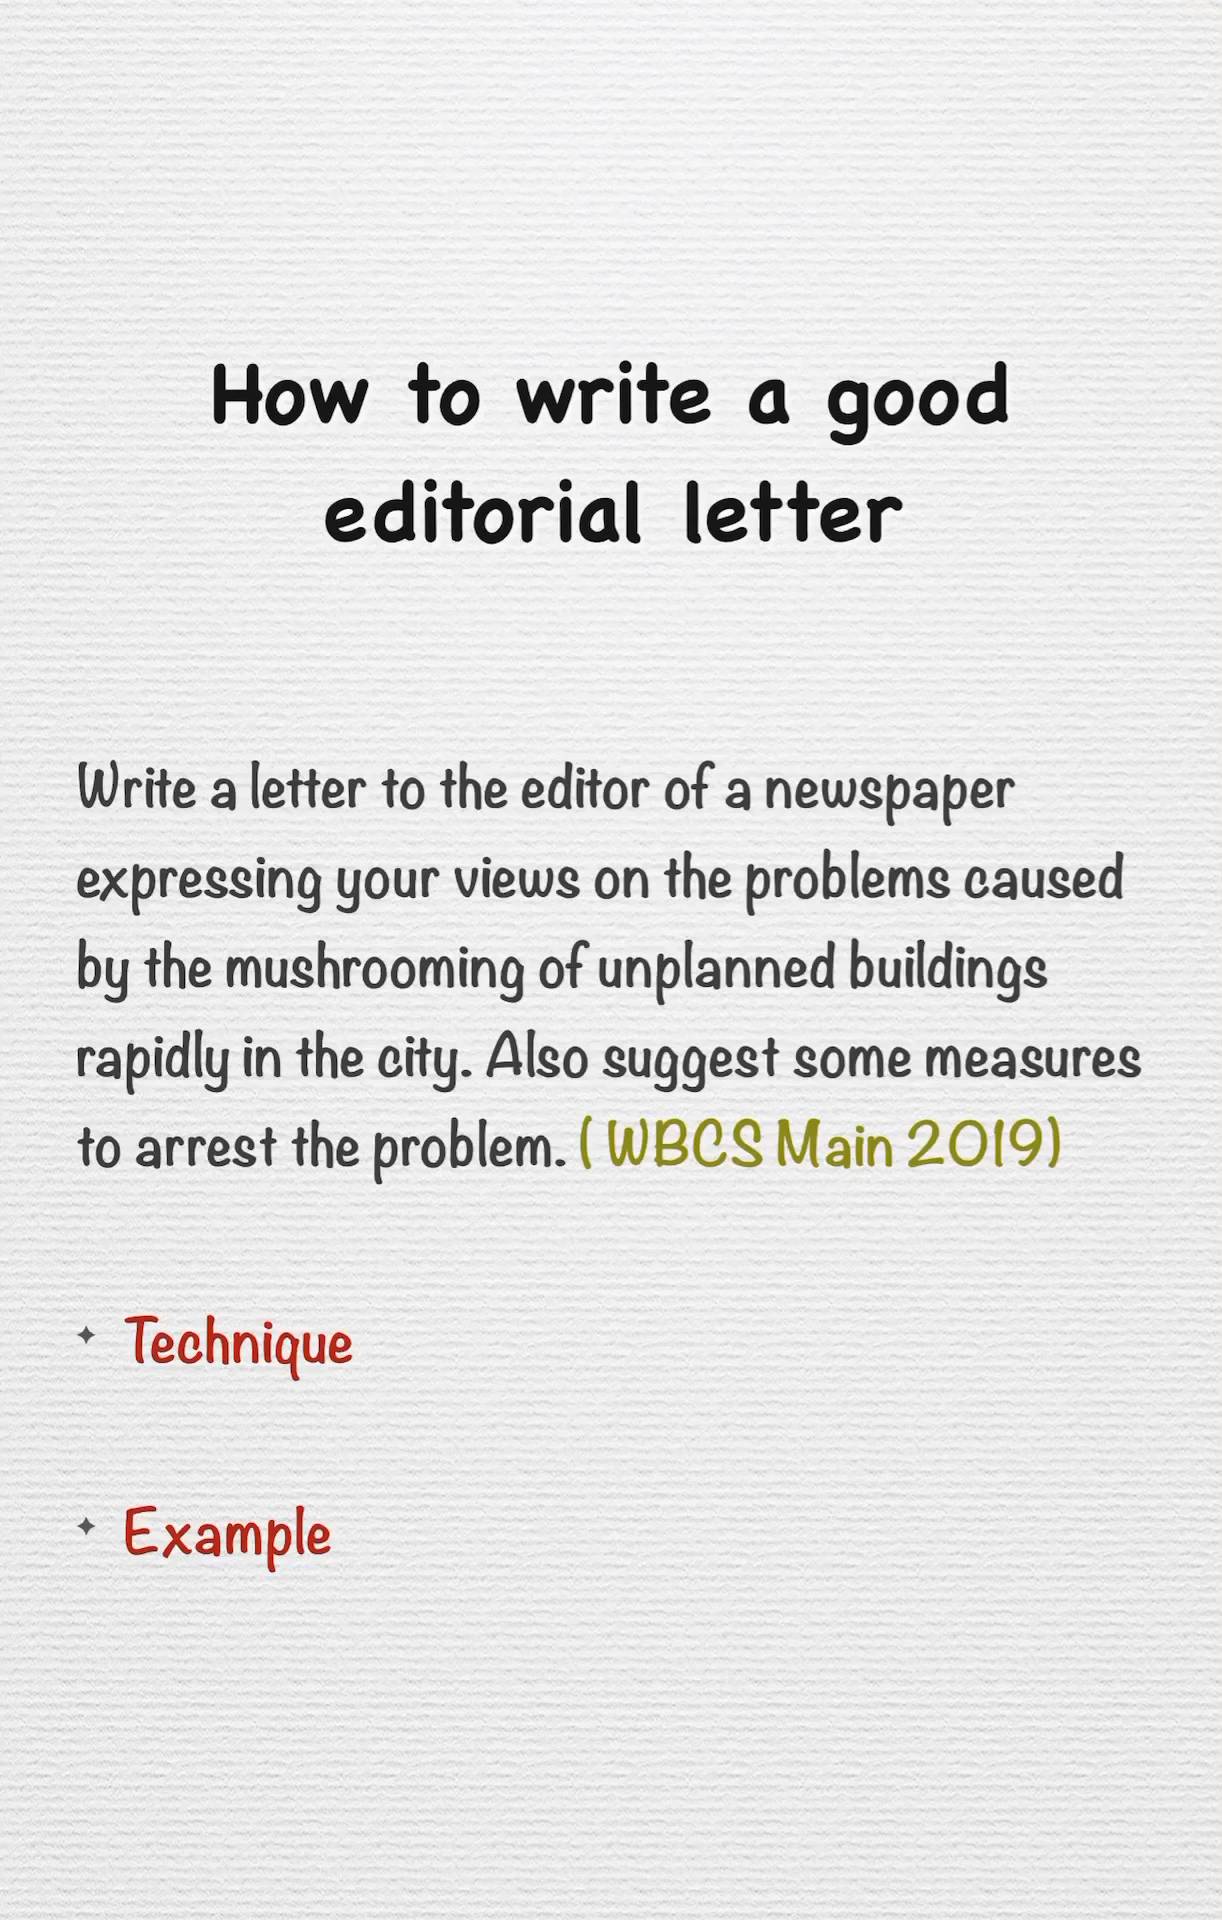 How to write a good
editorial letter
Write a letter to the editor of a newspaper
expressing your views on the problems caused
by the mushrooming of unplanned buildings
rapidly in the city. Also suggest some measures
to arrest the problem. ( WBCS Main 2019)
✦ Technique
✦ Example